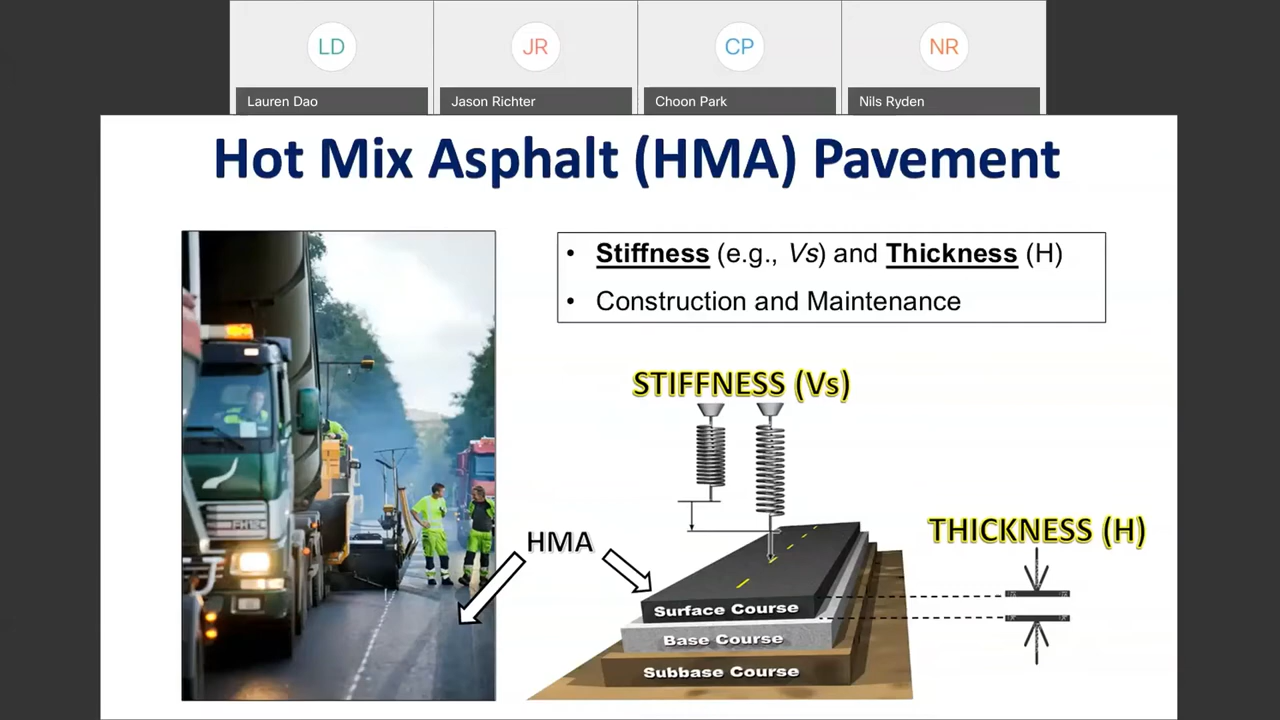 LD
JR
CP
NR
Lauren Dao
Jason Richter
Choon Park
Nils Ryden
Hot Mix Asphalt (HMA) Pavement
• Stiffness (e.g., Vs) and Thickness (H)
• Construction and Maintenance
STIFFNESS (Vs)
THICKNESS (H)
HMA
Surface Course
Base Course
Subbase Course
FH12